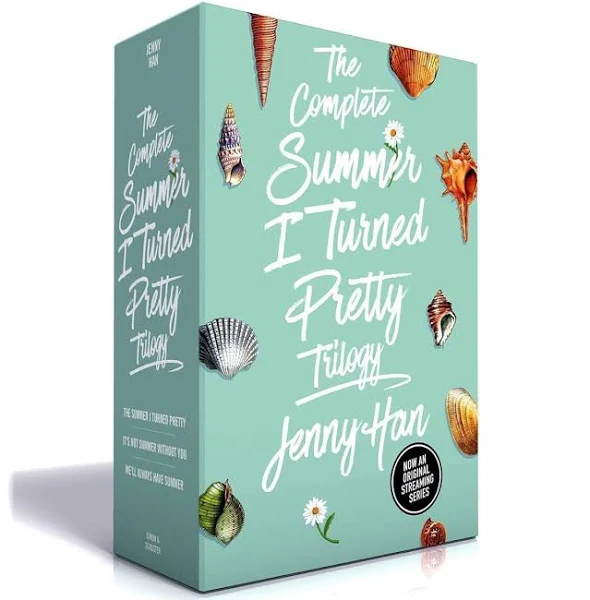 JENNY
HAN
The
Complete
Summer
I Turned
Pretty
Trilogy
THE SUMMER I TURNED PRETTY
IT'S NOT SUMMER WITHOUT YOU
WE'LL ALWAYS HAVE SUMMER
SIMON &
SCHUSTER
The
Complete
Summer
I Turned
Pretty
Trilogy
Jenny Han
NOW AN
ORIGINAL
STREAMING
SERIES